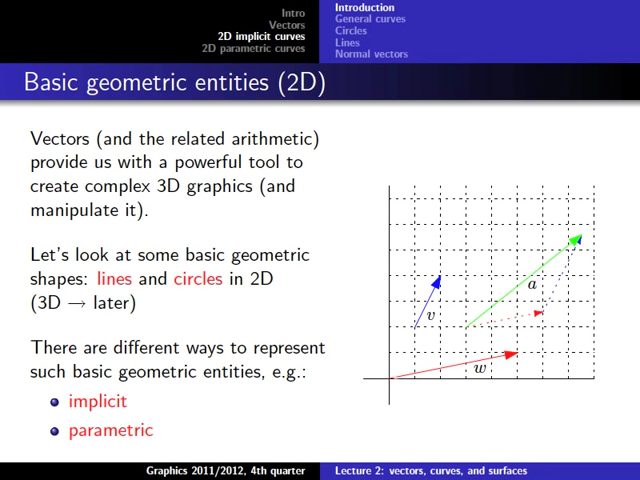 Intro
Vectors
2D implicit curves
2D parametric curves
Introduction
General curves
Circles
Lines
Normal vectors
Basic geometric entities (2D)
Vectors (and the related arithmetic)
provide us with a powerful tool to
create complex 3D graphics (and
manipulate it).
Let's look at some basic geometric
shapes: lines and circles in 2D
(3D → later)
There are different ways to represent
such basic geometric entities, e.g.:
implicit
parametric
a
v
w
Graphics 2011/2012, 4th quarter
Lecture 2: vectors, curves, and surfaces